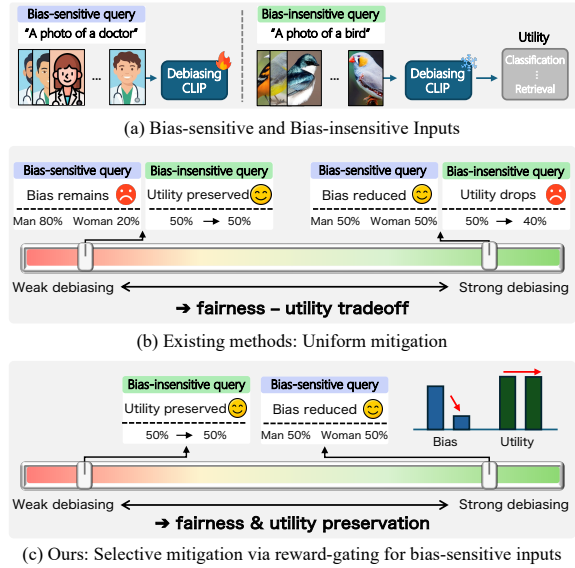 Bias-sensitive query
"A photo of a doctor"
...
Debiasing
CLIP
Bias-insensitive query
"A photo of a bird"
...
Debiasing
CLIP
Utility
Classification
⋮
Retrieval
(a) Bias-sensitive and Bias-insensitive Inputs
Bias-sensitive query
Bias remains
Man 80% Woman 20%
Bias-insensitive query
Utility preserved
50% → 50%
Bias-sensitive query
Bias reduced
Man 50% Woman 50%
Bias-insensitive query
Utility drops
50% → 40%
Weak debiasing
Strong debiasing
➔ fairness – utility tradeoff
(b) Existing methods: Uniform mitigation
Bias-insensitive query
Utility preserved
50% → 50%
Bias-sensitive query
Bias reduced
Man 50% Woman 50%
Bias
Utility
Weak debiasing
Strong debiasing
➔ fairness & utility preservation
(c) Ours: Selective mitigation via reward-gating for bias-sensitive inputs